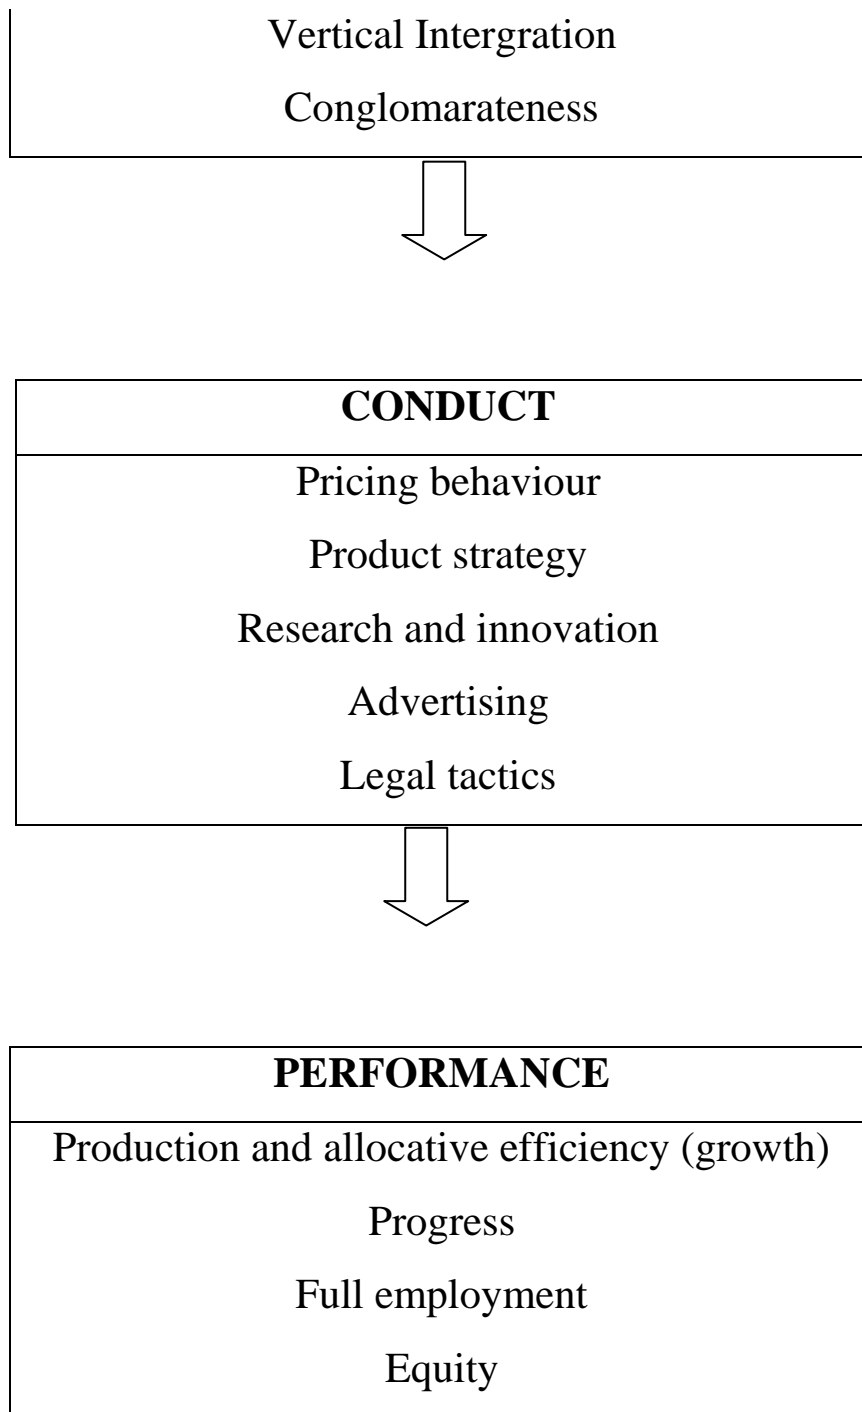 Vertical Intergration
Conglomarateness
CONDUCT
Pricing behaviour
Product strategy
Research and innovation
Advertising
Legal tactics
PERFORMANCE
Production and allocative efficiency (growth)
Progress
Full employment
Equity